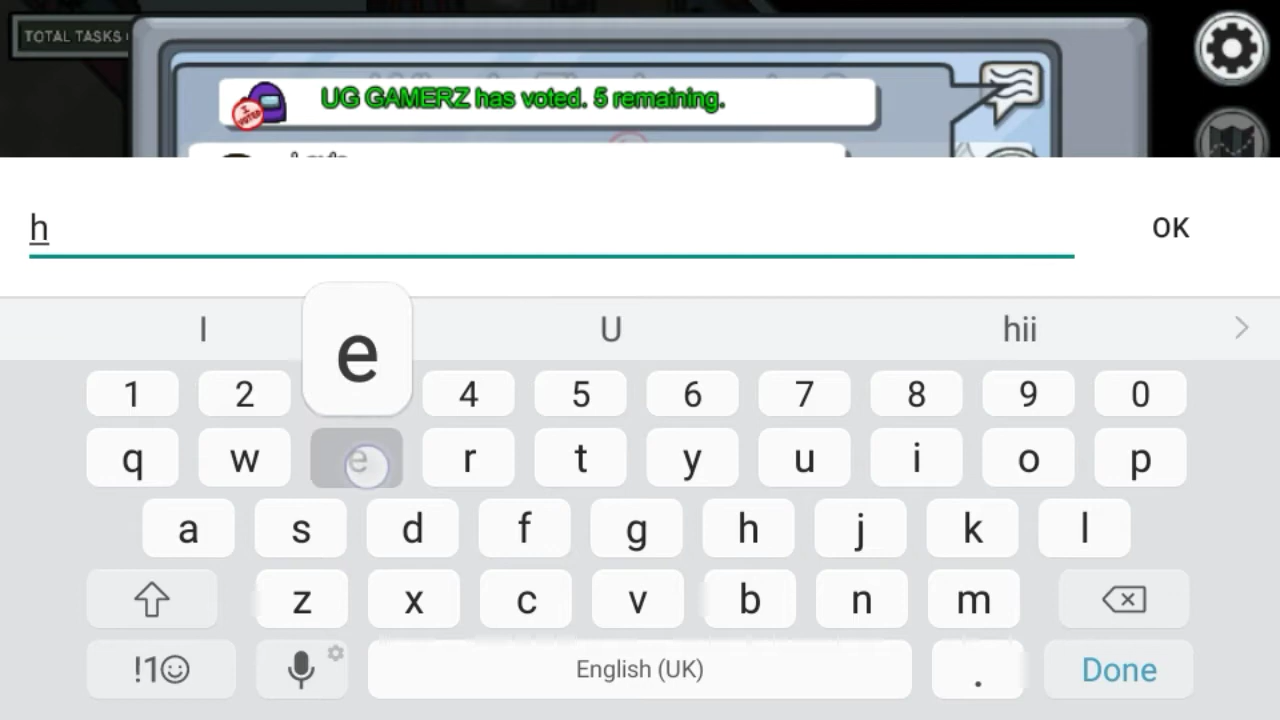 TOTAL TASKS
UG GAMERZ has voted. 5 remaining.
I VOTED
h
OK
I
U
hii
e
1 2 4 5 6 7 8 9 0
q w e r t y u i o p
a s d f g h j k l
z x c v b n m
!1☺ English (UK) . Done